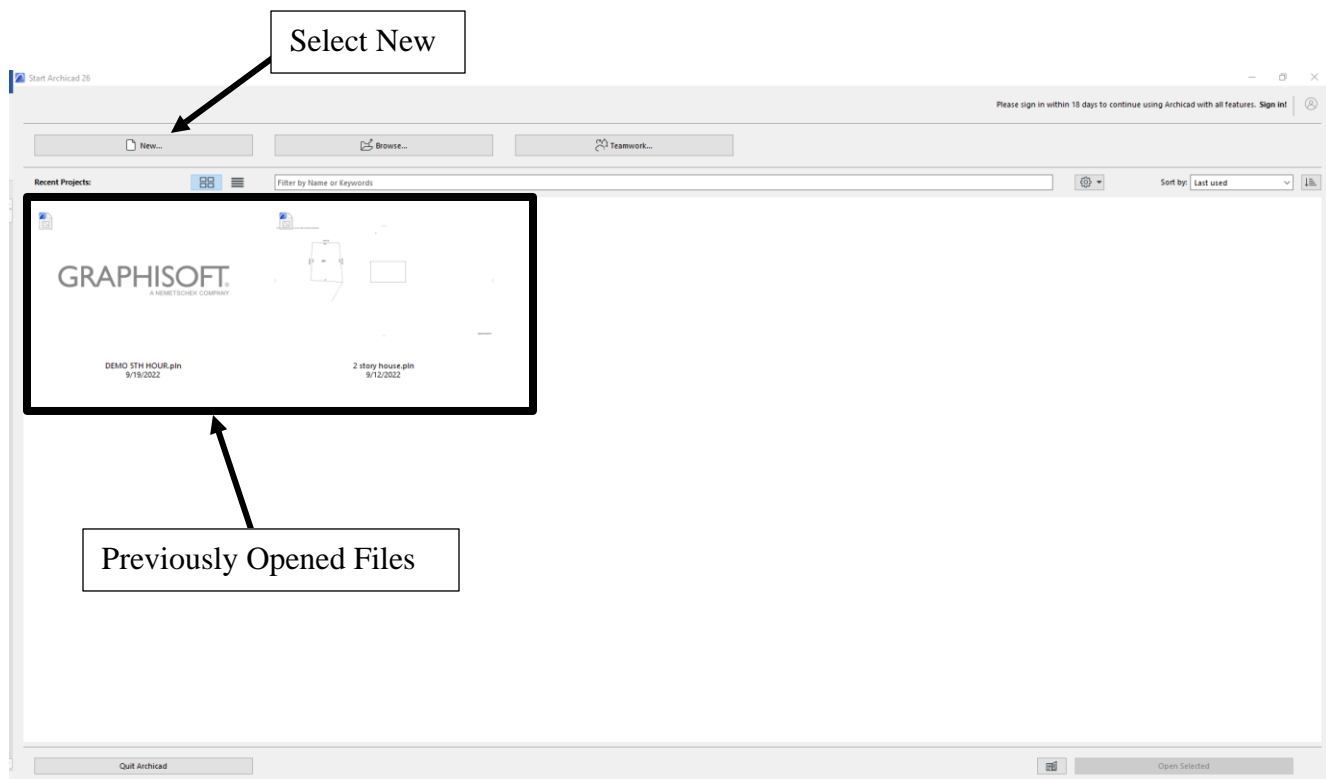 Select New
Start Archicad 26
Please sign in within 18 days to continue using Archicad with all features. Sign in!
New...
Browse...
Teamwork...
Recent Projects:
Filter by Name or Keywords
Sort by:
Last used
GRAPHISOFT.
A NEMETSCHEK COMPANY
DEMO 5TH HOUR.pln
9/19/2022
2 story house.pln
9/12/2022
Previously Opened Files
Quit Archicad
Open Selected